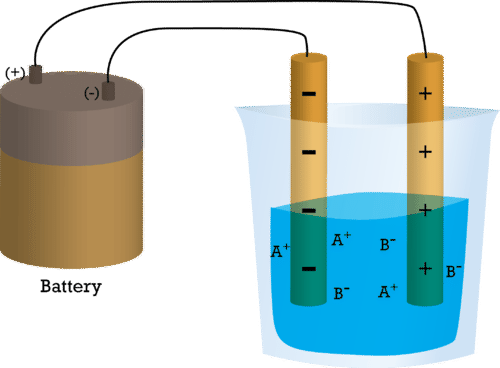 (+)
(-)
- +
- +
- +
A⁺ A⁺ B⁻
- + B⁻
B⁻ A⁺
Battery